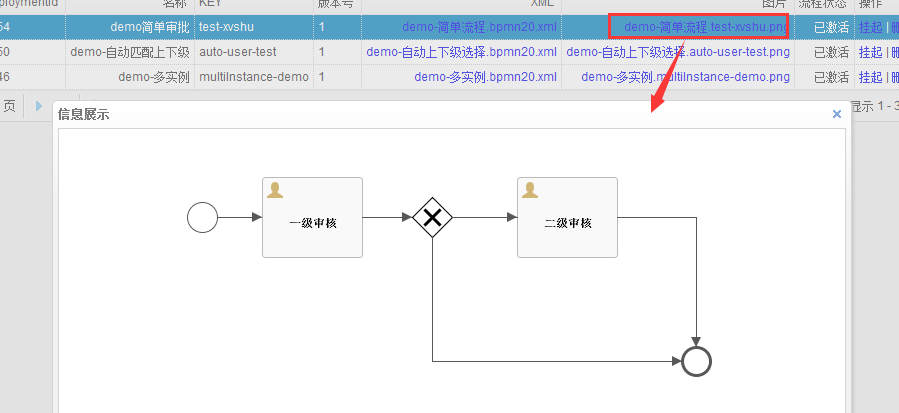 ploymentId 名称 KEY 版本号 XML 图片 流程状态 操作
54 demo简单审批 test-xvshu 1 demo-简单流程.bpmn20.xml demo-简单流程.test-xvshu.png 已激活 挂起 | 删
50 demo-自动匹配上下级 auto-user-test 1 demo-自动上下级选择.bpmn20.xml demo-自动上下级选择.auto-user-test.png 已激活 挂起 | 删
46 demo-多实例 multiInstance-demo 1 demo-多实例.bpmn20.xml demo-多实例.multiInstance-demo.png 已激活 挂起 | 删
页 显示 1 - 3
信息展示
一级审核 二级审核